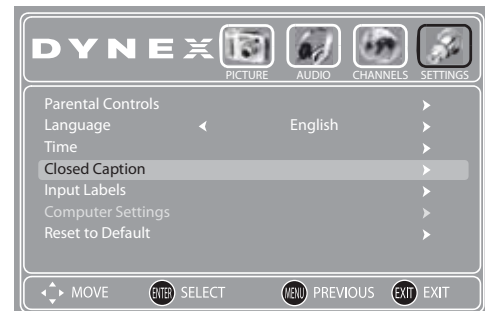 DYNEX
PICTURE AUDIO CHANNELS SETTINGS
Parental Controls
Language English
Time
Closed Caption
Input Labels
Computer Settings
Reset to Default
MOVE ENTER SELECT MENU PREVIOUS EXIT EXIT